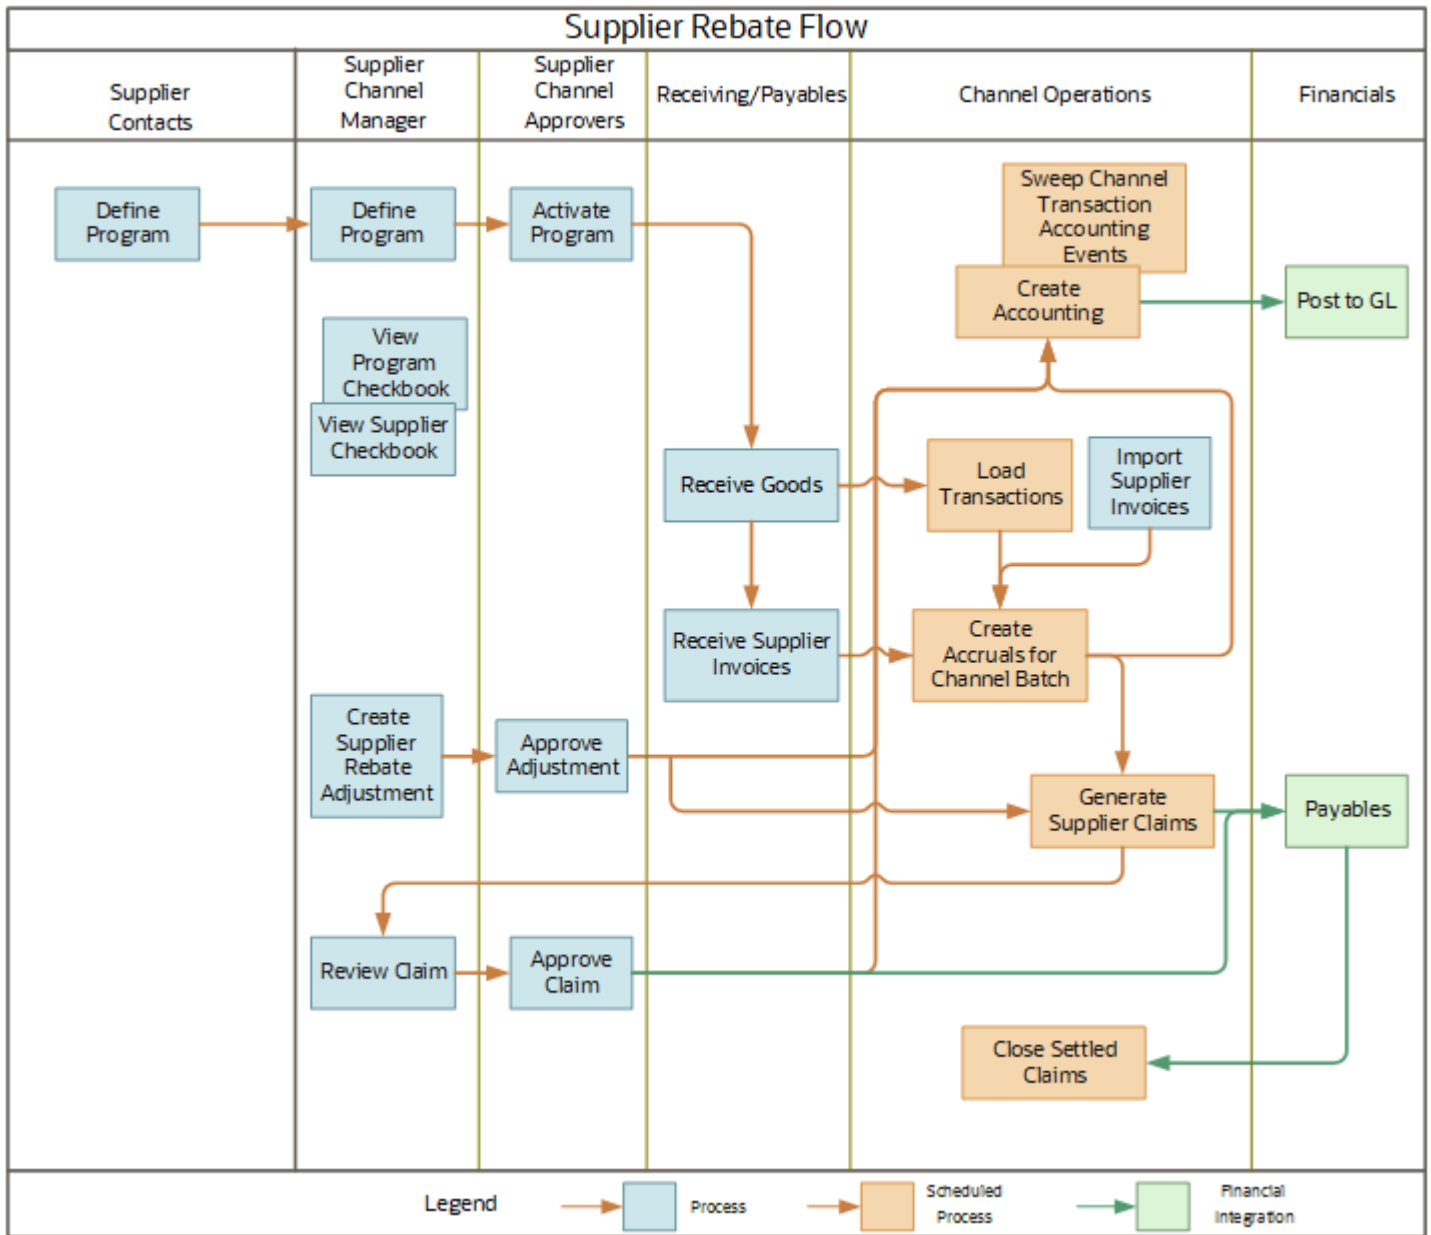 Supplier Rebate Flow
Supplier
Contacts
Supplier
Channel
Manager
Supplier
Channel
Approvers
Receiving/Payables
Channel Operations
Financials
Define
Program
Define
Program
Activate
Program
Sweep Channel
Transaction
Accounting
Events
Create
Accounting
Post to GL
View
Program
Checkbook
View Supplier
Checkbook
Receive Goods
Load
Transactions
Import
Supplier
Invoices
Receive Supplier
Invoices
Create
Accruals for
Channel Batch
Create
Supplier
Rebate
Adjustment
Approve
Adjustment
Generate
Supplier Claims
Payables
Review Claim
Approve
Claim
Close Settled
Claims
Legend
Process
Scheduled
Process
Financial
Integration